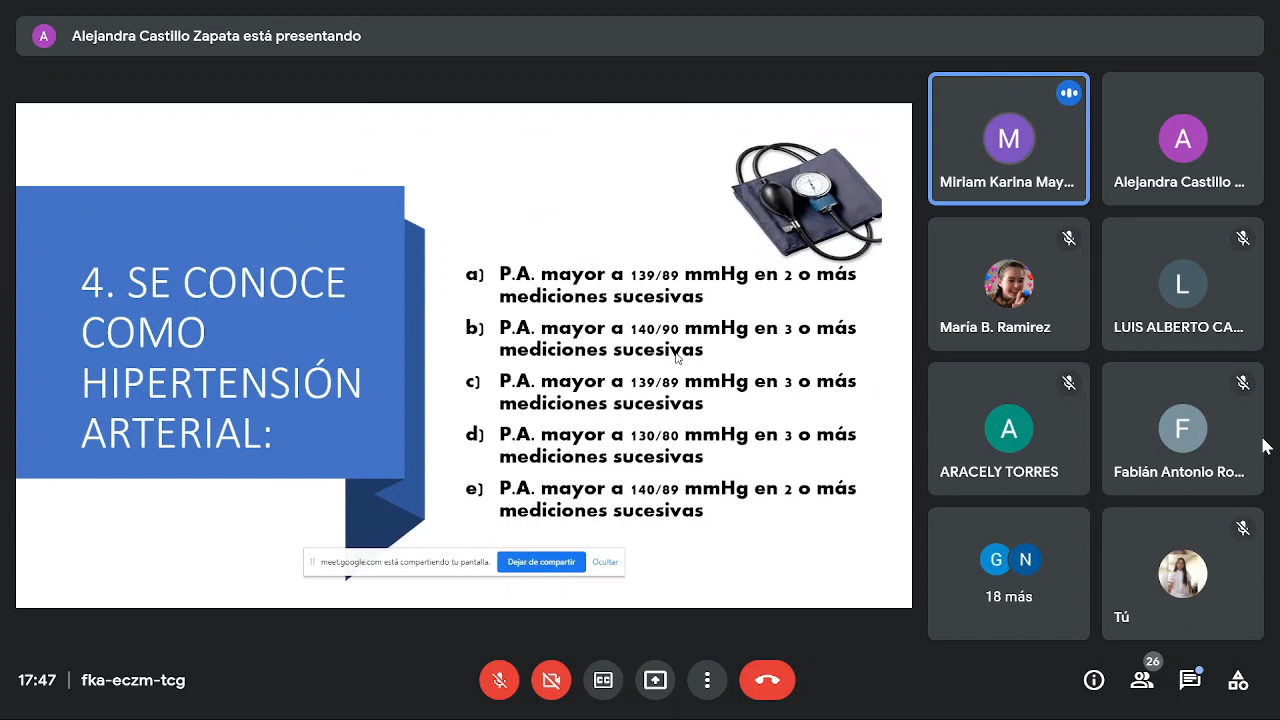 A
Alejandra Castillo Zapata está presentando
4. SE CONOCE
COMO
HIPERTENSIÓN
ARTERIAL:
a) P.A. mayor a 139/89 mmHg en 2 o más
mediciones sucesivas
b) P.A. mayor a 140/90 mmHg en 3 o más
mediciones sucesivas
c) P.A. mayor a 139/89 mmHg en 3 o más
mediciones sucesivas
d) P.A. mayor a 130/80 mmHg en 3 o más
mediciones sucesivas
e) P.A. mayor a 140/89 mmHg en 2 o más
mediciones sucesivas
meet.google.com está compartiendo tu pantalla.
Dejar de compartir
Ocultar
M
Miriam Karina May...
A
Alejandra Castillo ...
María B. Ramirez
L
LUIS ALBERTO CA...
A
ARACELY TORRES
F
Fabián Antonio Ro...
G N
18 más
Tú
17:47 | fka-eczm-tcg
26